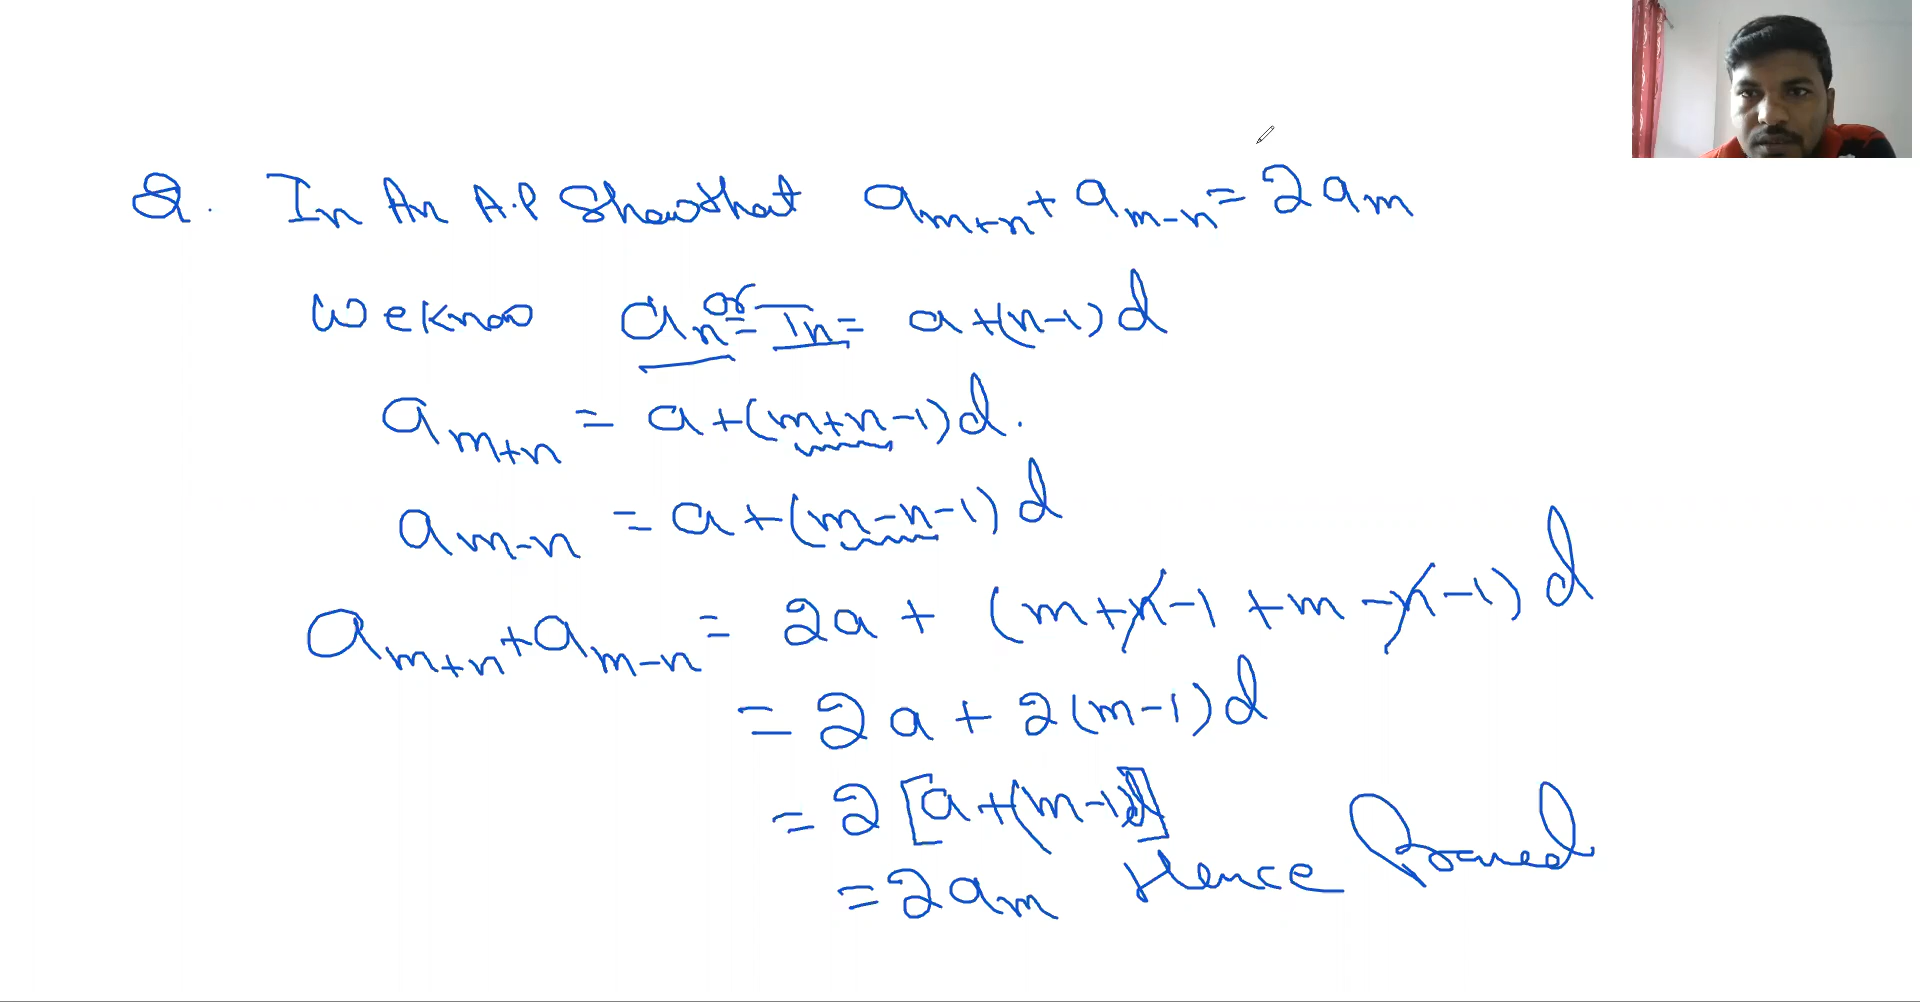 Q. In An A.P Show that a_{m+n} + a_{m-n} = 2a_m
We know a_n or = T_n = a+(n-1)d
a_{m+n} = a+(m+n-1)d.
a_{m-n} = a+(m-n-1)d
a_{m+n} + a_{m-n} = 2a + (m+n-1+m-n-1)d
= 2a + 2(m-1)d
= 2[a+(m-1)d]
= 2a_m Hence Proved